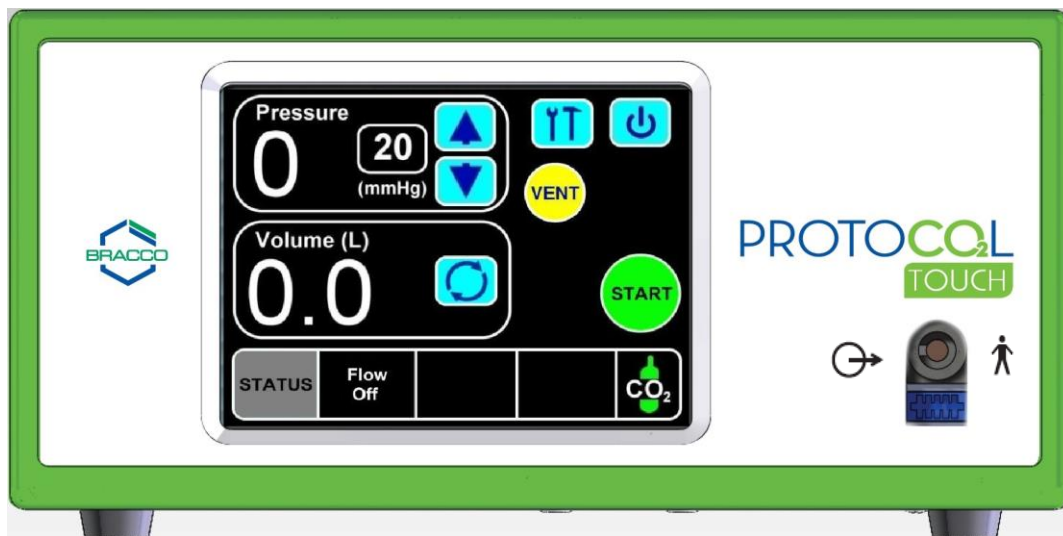 Pressure
0
20
(mmHg)
VENT
Volume (L)
0.0
START
STATUS
Flow
Off
CO₂
BRACCO
PROTOCO₂L
TOUCH